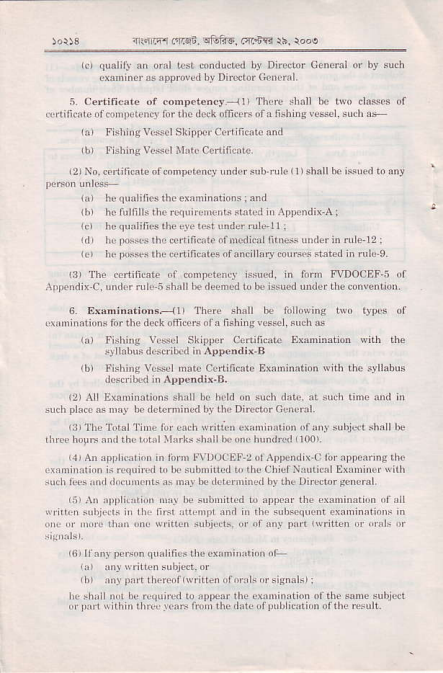 ১০২১৪ বাংলাদেশ গেজেট, অতিরিক্ত, সেপ্টেম্বর ২৯, ২০০৩
(c) qualify an oral test conducted by Director General or by such
examiner as approved by Director General.
5. Certificate of competency.—(1) There shall be two classes of
certificate of competency for the deck officers of a fishing vessel, such as—
(a) Fishing Vessel Skipper Certificate and
(b) Fishing Vessel Mate Certificate.
(2) No, certificate of competency under sub-rule (1) shall be issued to any
person unless—
(a) he qualifies the examinations ; and
(b) he fulfills the requirements stated in Appendix-A ;
(c) he qualifies the eye test under rule-11 ;
(d) he posses the certificate of medical fitness under in rule-12 ;
(e) he posses the certificates of ancillary courses stated in rule-9.
(3) The certificate of competency issued, in form FVDOCEF-5 of
Appendix-C, under rule-5 shall be deemed to be issued under the convention.
6. Examinations.—(1) There shall be following two types of
examinations for the deck officers of a fishing vessel, such as
(a) Fishing Vessel Skipper Certificate Examination with the
syllabus described in Appendix-B
(b) Fishing Vessel mate Certificate Examination with the syllabus
described in Appendix-B.
(2) All Examinations shall be held on such date, at such time and in
such place as may be determined by the Director General.
(3) The Total Time for each written examination of any subject shall be
three hours and the total Marks shall be one hundred (100).
(4) An application in form FVDOCEF-2 of Appendix-C for appearing the
examination is required to be submitted to the Chief Nautical Examiner with
such fees and documents as may be determined by the Director general.
(5) An application may be submitted to appear the examination of all
written subjects in the first attempt and in the subsequent examinations in
one or more than one written subjects, or of any part (written or orals or
signals).
(6) If any person qualifies the examination of—
(a) any written subject, or
(b) any part thereof (written of orals or signals) ;
he shall not be required to appear the examination of the same subject
or part within three years from the date of publication of the result.